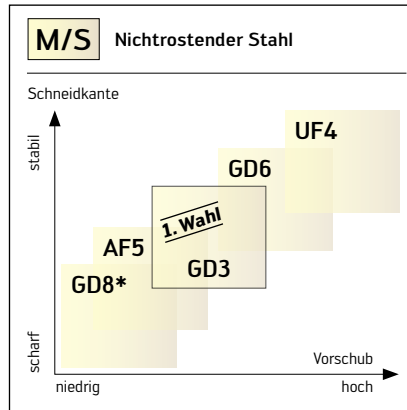 M/S Nichtrostender Stahl
Schneidkante
stabil
UF4
GD6
1. Wahl
AF5
GD3
GD8*
scharf
Vorschub
niedrig
hoch